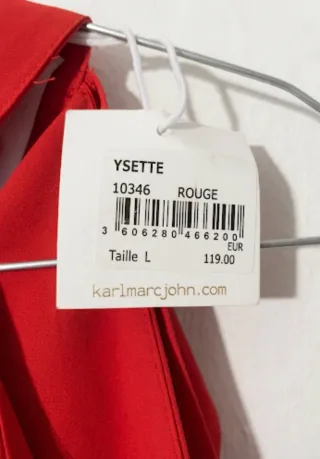 YSETTE
10346 ROUGE
3 606280 466200
EUR
Taille L 119.00
karlmarcjohn.com